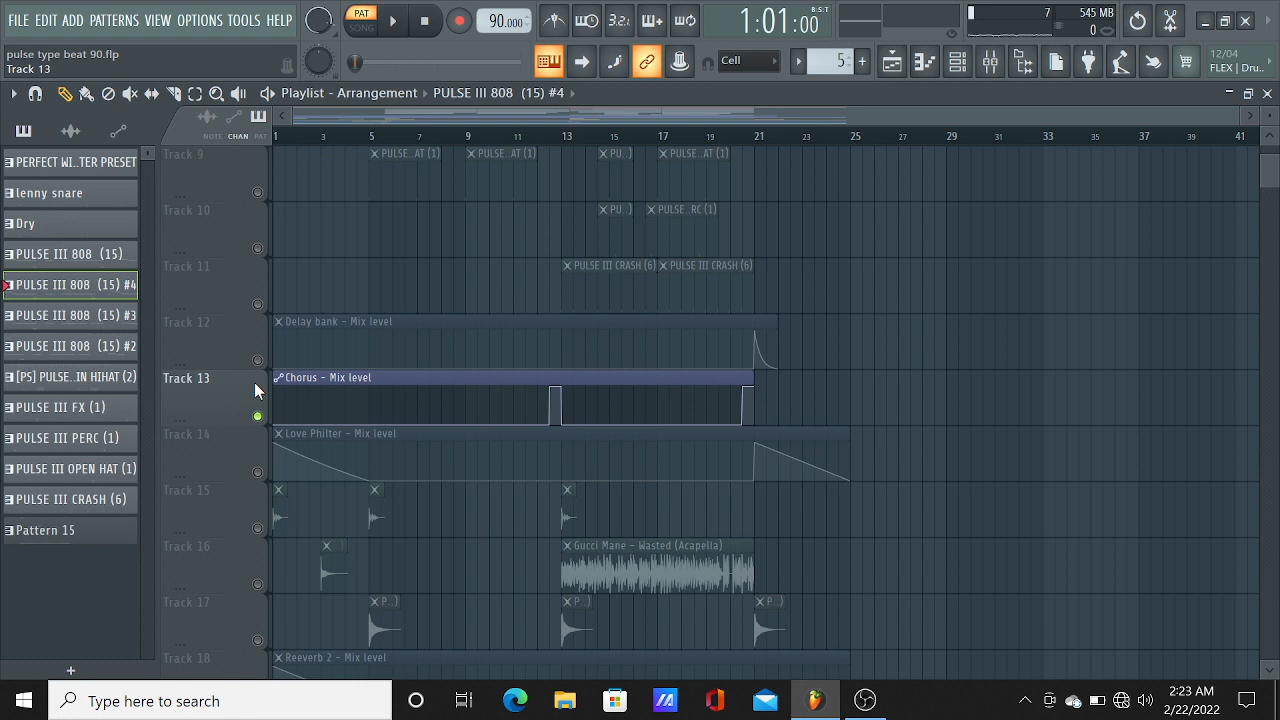 FILE EDIT ADD PATTERNS VIEW OPTIONS TOOLS HELP
PAT
SONG
90.000
3.2.
1:01:00
B:S:T
7
545 MB
0
pulse type beat 90.flp
Track 13
Cell
5
12/04
FLEX | Dru..
Playlist - Arrangement
PULSE III 808 (15) #4
NOTE CHAN PAT
1 3 5 7 9 11 13 15 17 19 21 23 25 27 29 31 33 35 37 39 41
PERFECT WI..TER PRESET
lenny snare
Dry
PULSE III 808 (15)
PULSE III 808 (15) #4
PULSE III 808 (15) #3
PULSE III 808 (15) #2
[PS] PULSE..IN HIHAT (2)
PULSE III FX (1)
PULSE III PERC (1)
PULSE III OPEN HAT (1)
PULSE III CRASH (6)
Pattern 15
+
Track 9
PULSE..AT (1)
PULSE..AT (1)
PU..)
PULSE..AT (1)
Track 10
PU..)
PULSE..RC (1)
Track 11
PULSE III CRASH (6)
PULSE III CRASH (6)
Track 12
Delay bank - Mix level
Track 13
Chorus - Mix level
Track 14
Love Philter - Mix level
Track 15
Track 16
Gucci Mane - Wasted (Acapella)
Track 17
P..)
P..)
P..)
Track 18
Reeverb 2 - Mix level
Type here to search
2:23 AM
2/22/2022